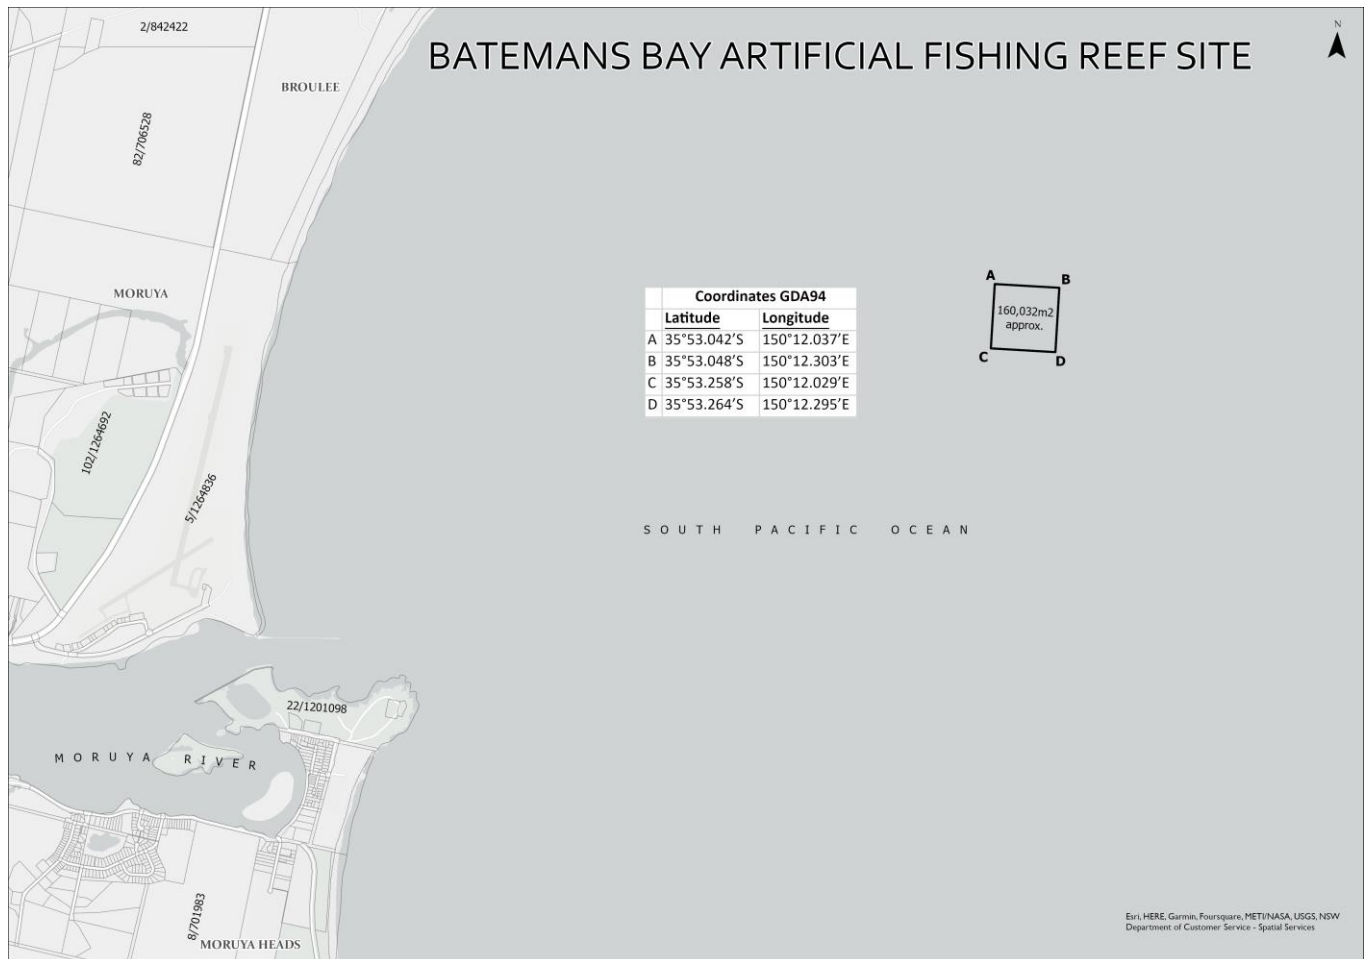 2/842422
BATEMANS BAY ARTIFICIAL FISHING REEF SITE
N
BROULEE
82/706528
MORUYA
A
B
160,032m2
approx.
C
D
Coordinates GDA94
Latitude Longitude
A 35°53.042’S 150°12.037’E
B 35°53.048’S 150°12.303’E
C 35°53.258’S 150°12.029’E
D 35°53.264’S 150°12.295’E
102/1264692
5/1264836
SOUTH PACIFIC OCEAN
22/1201098
MORUYA RIVER
8/701983
MORUYA HEADS
Esri, HERE, Garmin, Foursquare, METI/NASA, USGS, NSW
Department of Customer Service - Spatial Services